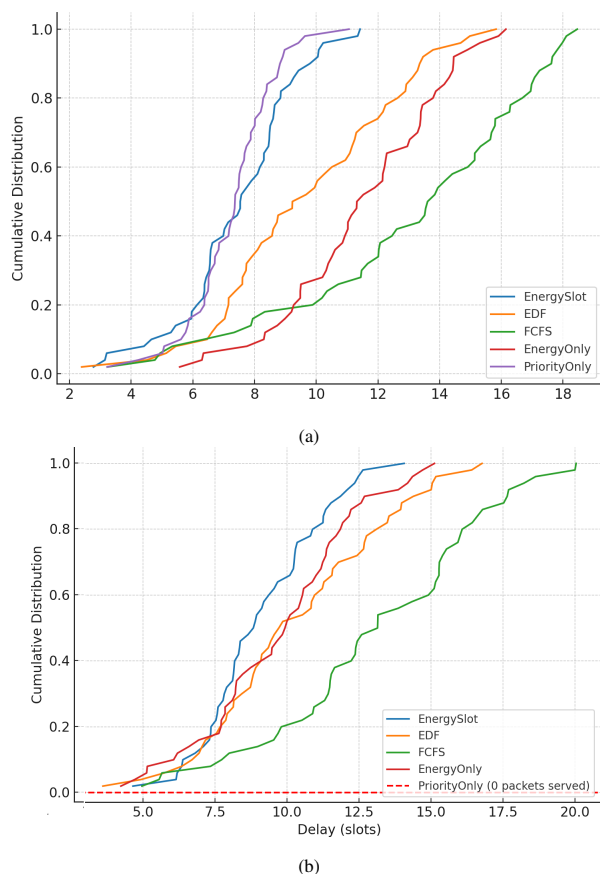 1.0
0.8
0.6
0.4
0.2
0.0
Cumulative Distribution
EnergySlot
EDF
FCFS
EnergyOnly
PriorityOnly
2 4 6 8 10 12 14 16 18
(a)
1.0
0.8
0.6
0.4
0.2
0.0
Cumulative Distribution
EnergySlot
EDF
FCFS
EnergyOnly
PriorityOnly (0 packets served)
5.0 7.5 10.0 12.5 15.0 17.5 20.0
Delay (slots)
(b)